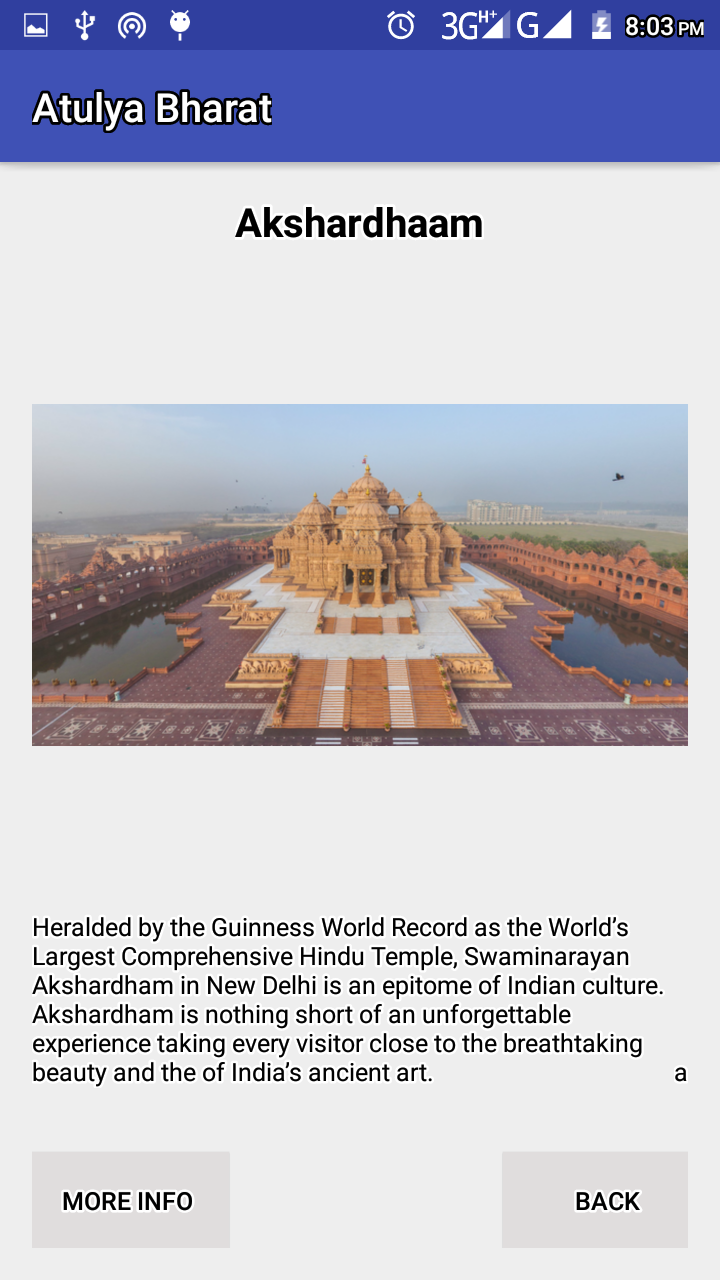 3G H+ G 8:03 PM
Atulya Bharat
Akshardhaam
Heralded by the Guinness World Record as the World’s
Largest Comprehensive Hindu Temple, Swaminarayan
Akshardham in New Delhi is an epitome of Indian culture.
Akshardham is nothing short of an unforgettable
experience taking every visitor close to the breathtaking
beauty and the of India’s ancient art. a
MORE INFO BACK